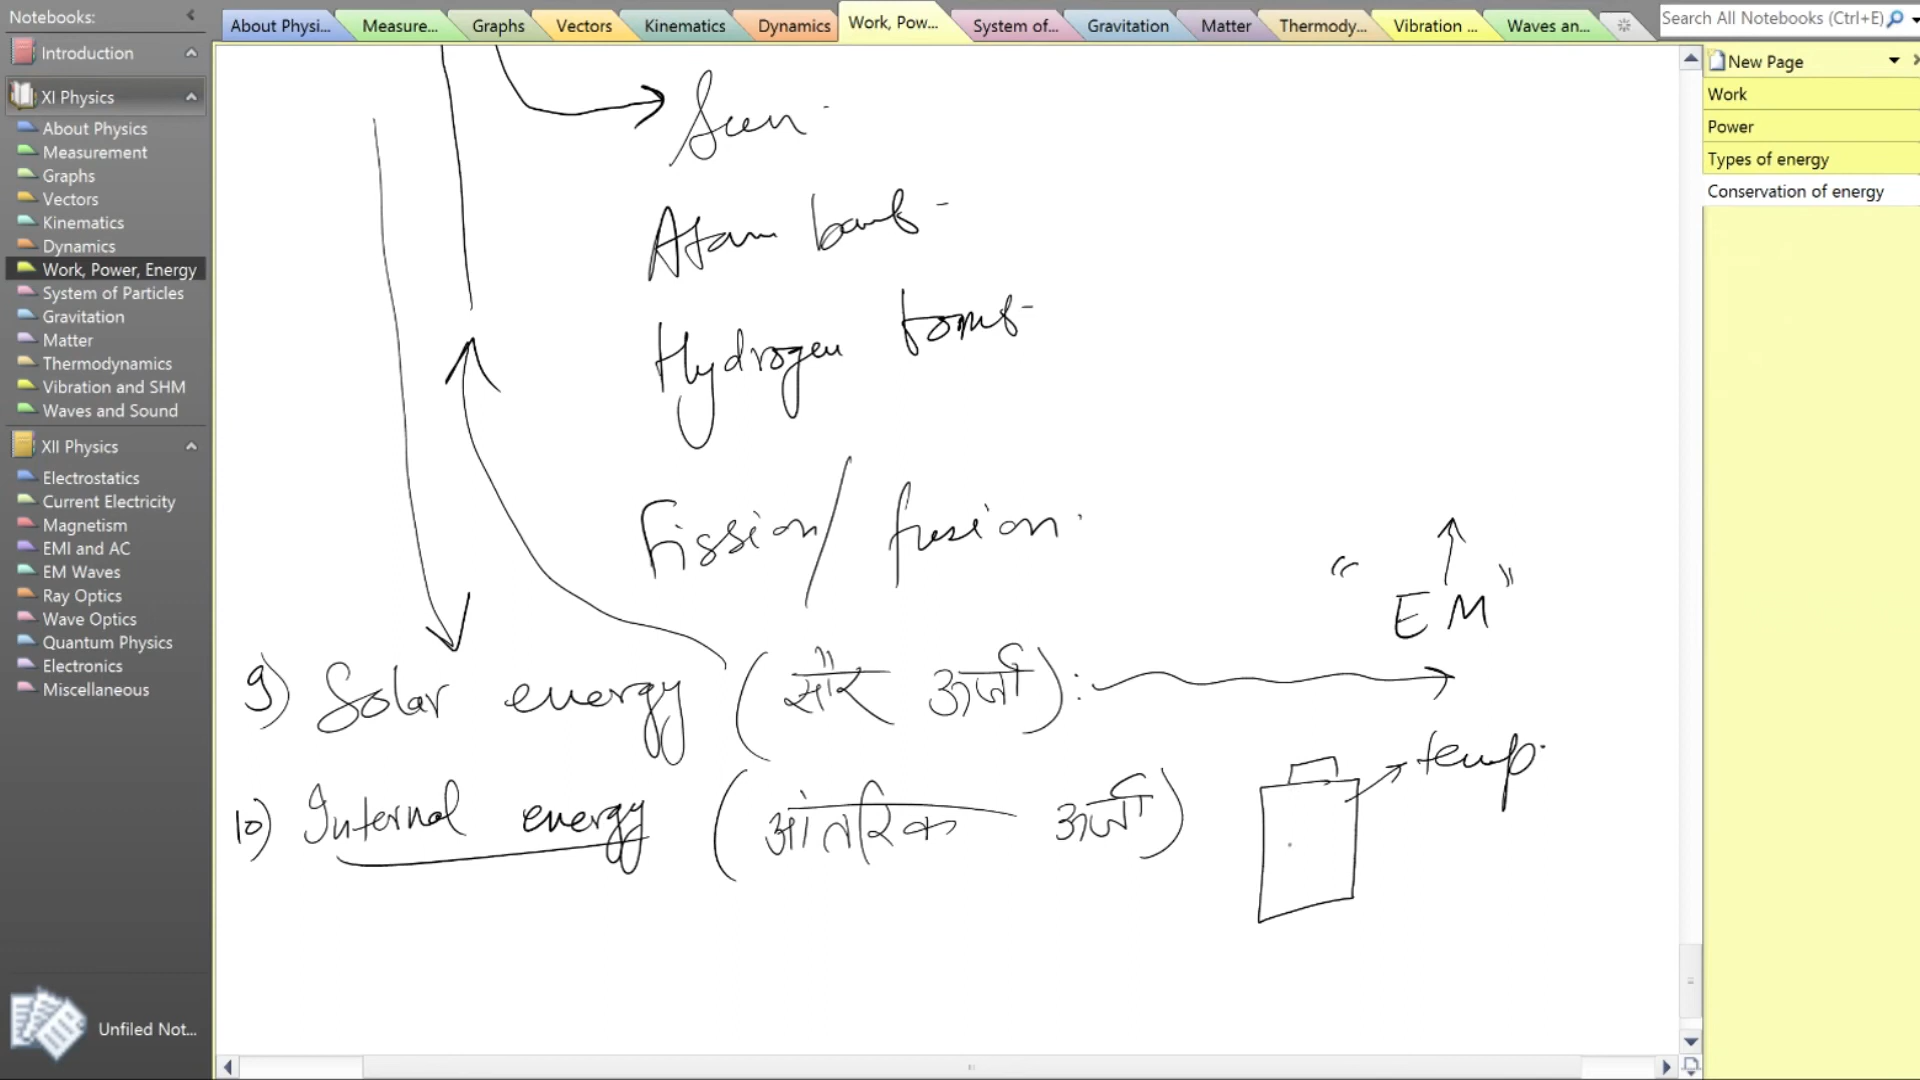 Notebooks:
Introduction
XI Physics
About Physics
Measurement
Graphs
Vectors
Kinematics
Dynamics
Work, Power, Energy
System of Particles
Gravitation
Matter
Thermodynamics
Vibration and SHM
Waves and Sound
XII Physics
Electrostatics
Current Electricity
Magnetism
EMI and AC
EM Waves
Ray Optics
Wave Optics
Quantum Physics
Electronics
Miscellaneous
Unfiled Not...
About Physi... Measure... Graphs Vectors Kinematics Dynamics Work, Pow... System of... Gravitation Matter Thermody... Vibration ... Waves an...
Search All Notebooks (Ctrl+E)
Sun
Atom bomb
Hydrogen bomb
Fission / fusion
"EM"
9) Solar energy (सौर ऊर्जा):
temp.
10) Internal energy (आंतरिक ऊर्जा)
New Page
Work
Power
Types of energy
Conservation of energy